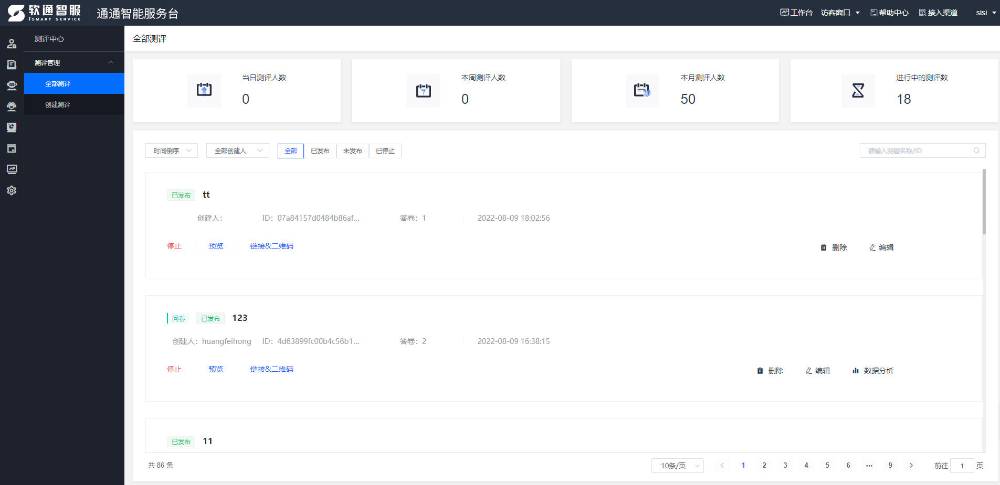 软通智服 通通智能服务台 工作台 访客窗口 帮助中心 接入渠道 sisi
iSMART SERVICE
测评中心
测评管理
全部测评
创建测评
全部测评
当日测评人数 本周测评人数 本月测评人数 进行中的测评数
0 0 50 18
7
30
时间倒序 全部创建人 全部 已发布 未发布 已停止 请输入测题名称/ID
已发布 tt
创建人： ID：07a84157d0484b86af... 答卷：1 2022-08-09 18:02:56
停止 预览 链接&二维码 删除 编辑
问卷 已发布 123
创建人：huangfeihong ID：4d63899fc00b4c56b1... 答卷：2 2022-08-09 16:38:15
停止 预览 链接&二维码 删除 编辑 数据分析
已发布 11
共 86 条 10条/页 < 1 2 3 4 5 6 ••• 9 > 前往 1 页